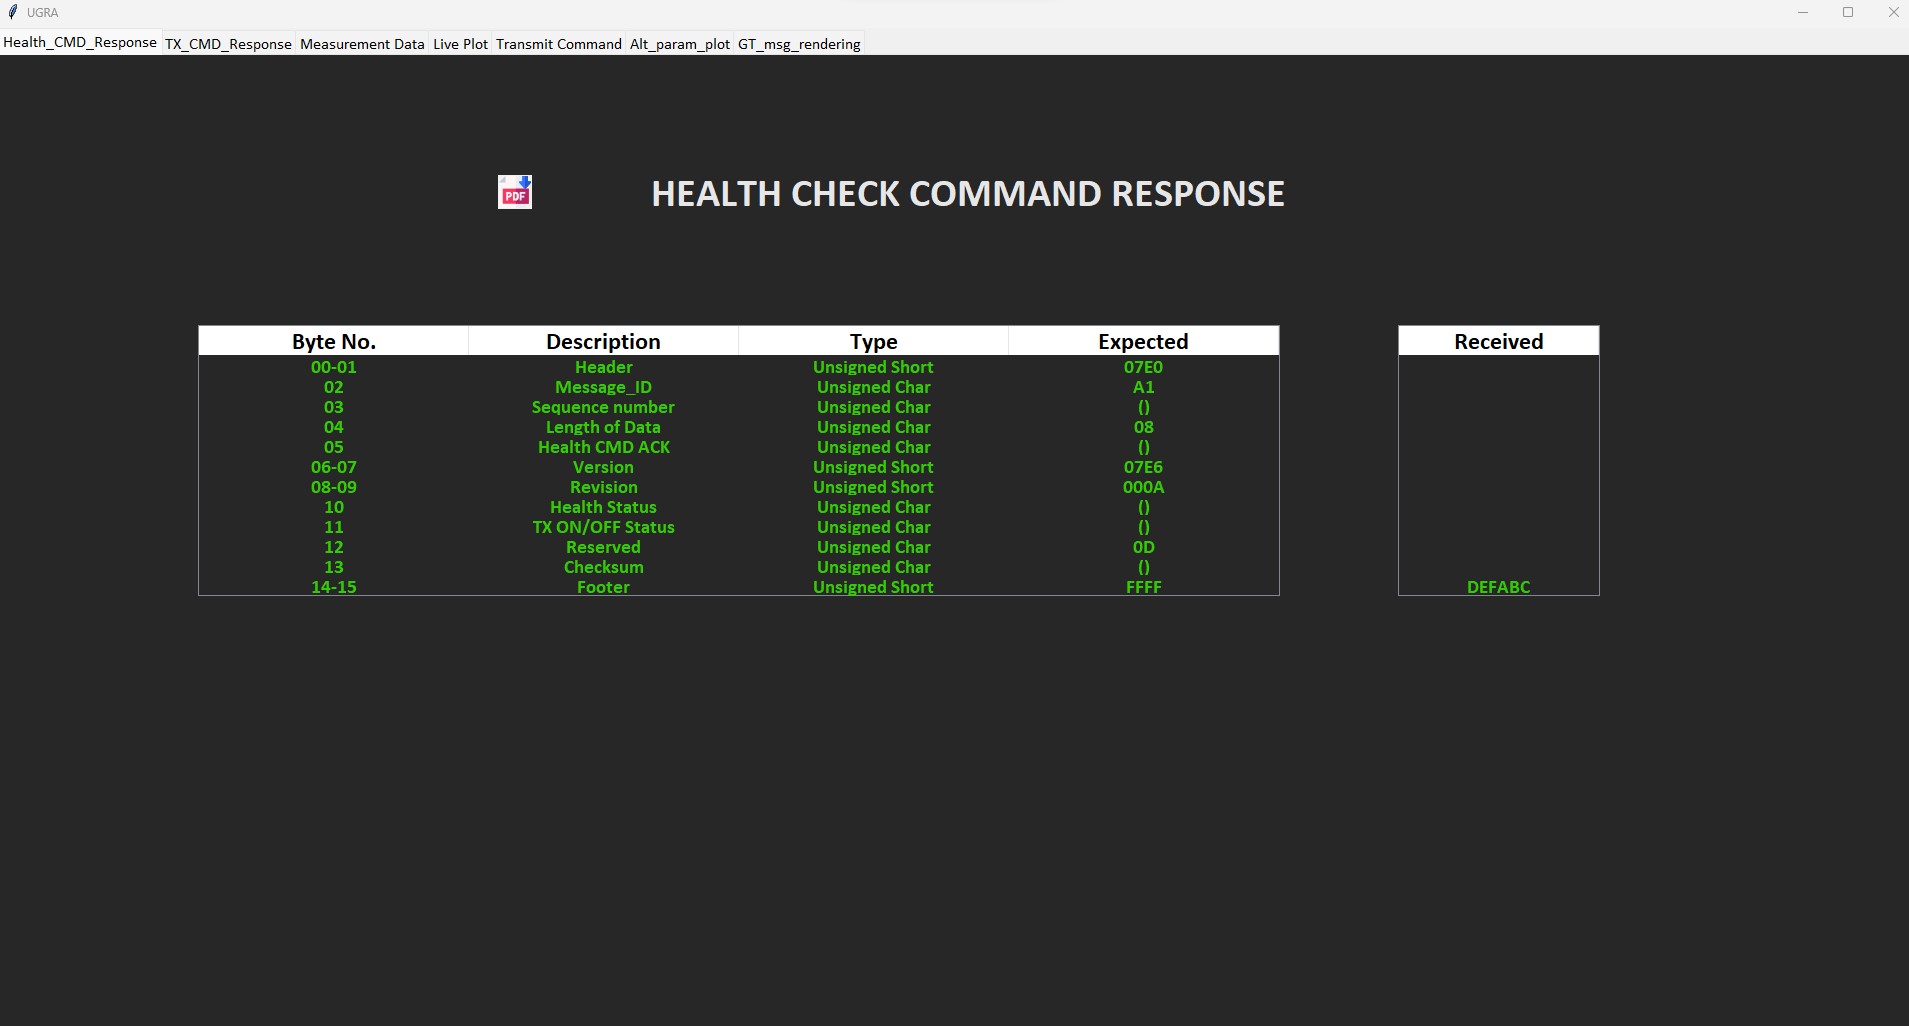 UGRA
Health_CMD_Response TX_CMD_Response Measurement Data Live Plot Transmit Command Alt_param_plot GT_msg_rendering
PDF HEALTH CHECK COMMAND RESPONSE
Byte No. Description Type Expected Received
00-01 Header Unsigned Short 07E0
02 Message_ID Unsigned Char A1
03 Sequence number Unsigned Char ()
04 Length of Data Unsigned Char 08
05 Health CMD ACK Unsigned Char ()
06-07 Version Unsigned Short 07E6
08-09 Revision Unsigned Short 000A
10 Health Status Unsigned Char ()
11 TX ON/OFF Status Unsigned Char ()
12 Reserved Unsigned Char 0D
13 Checksum Unsigned Char ()
14-15 Footer Unsigned Short FFFF DEFABC